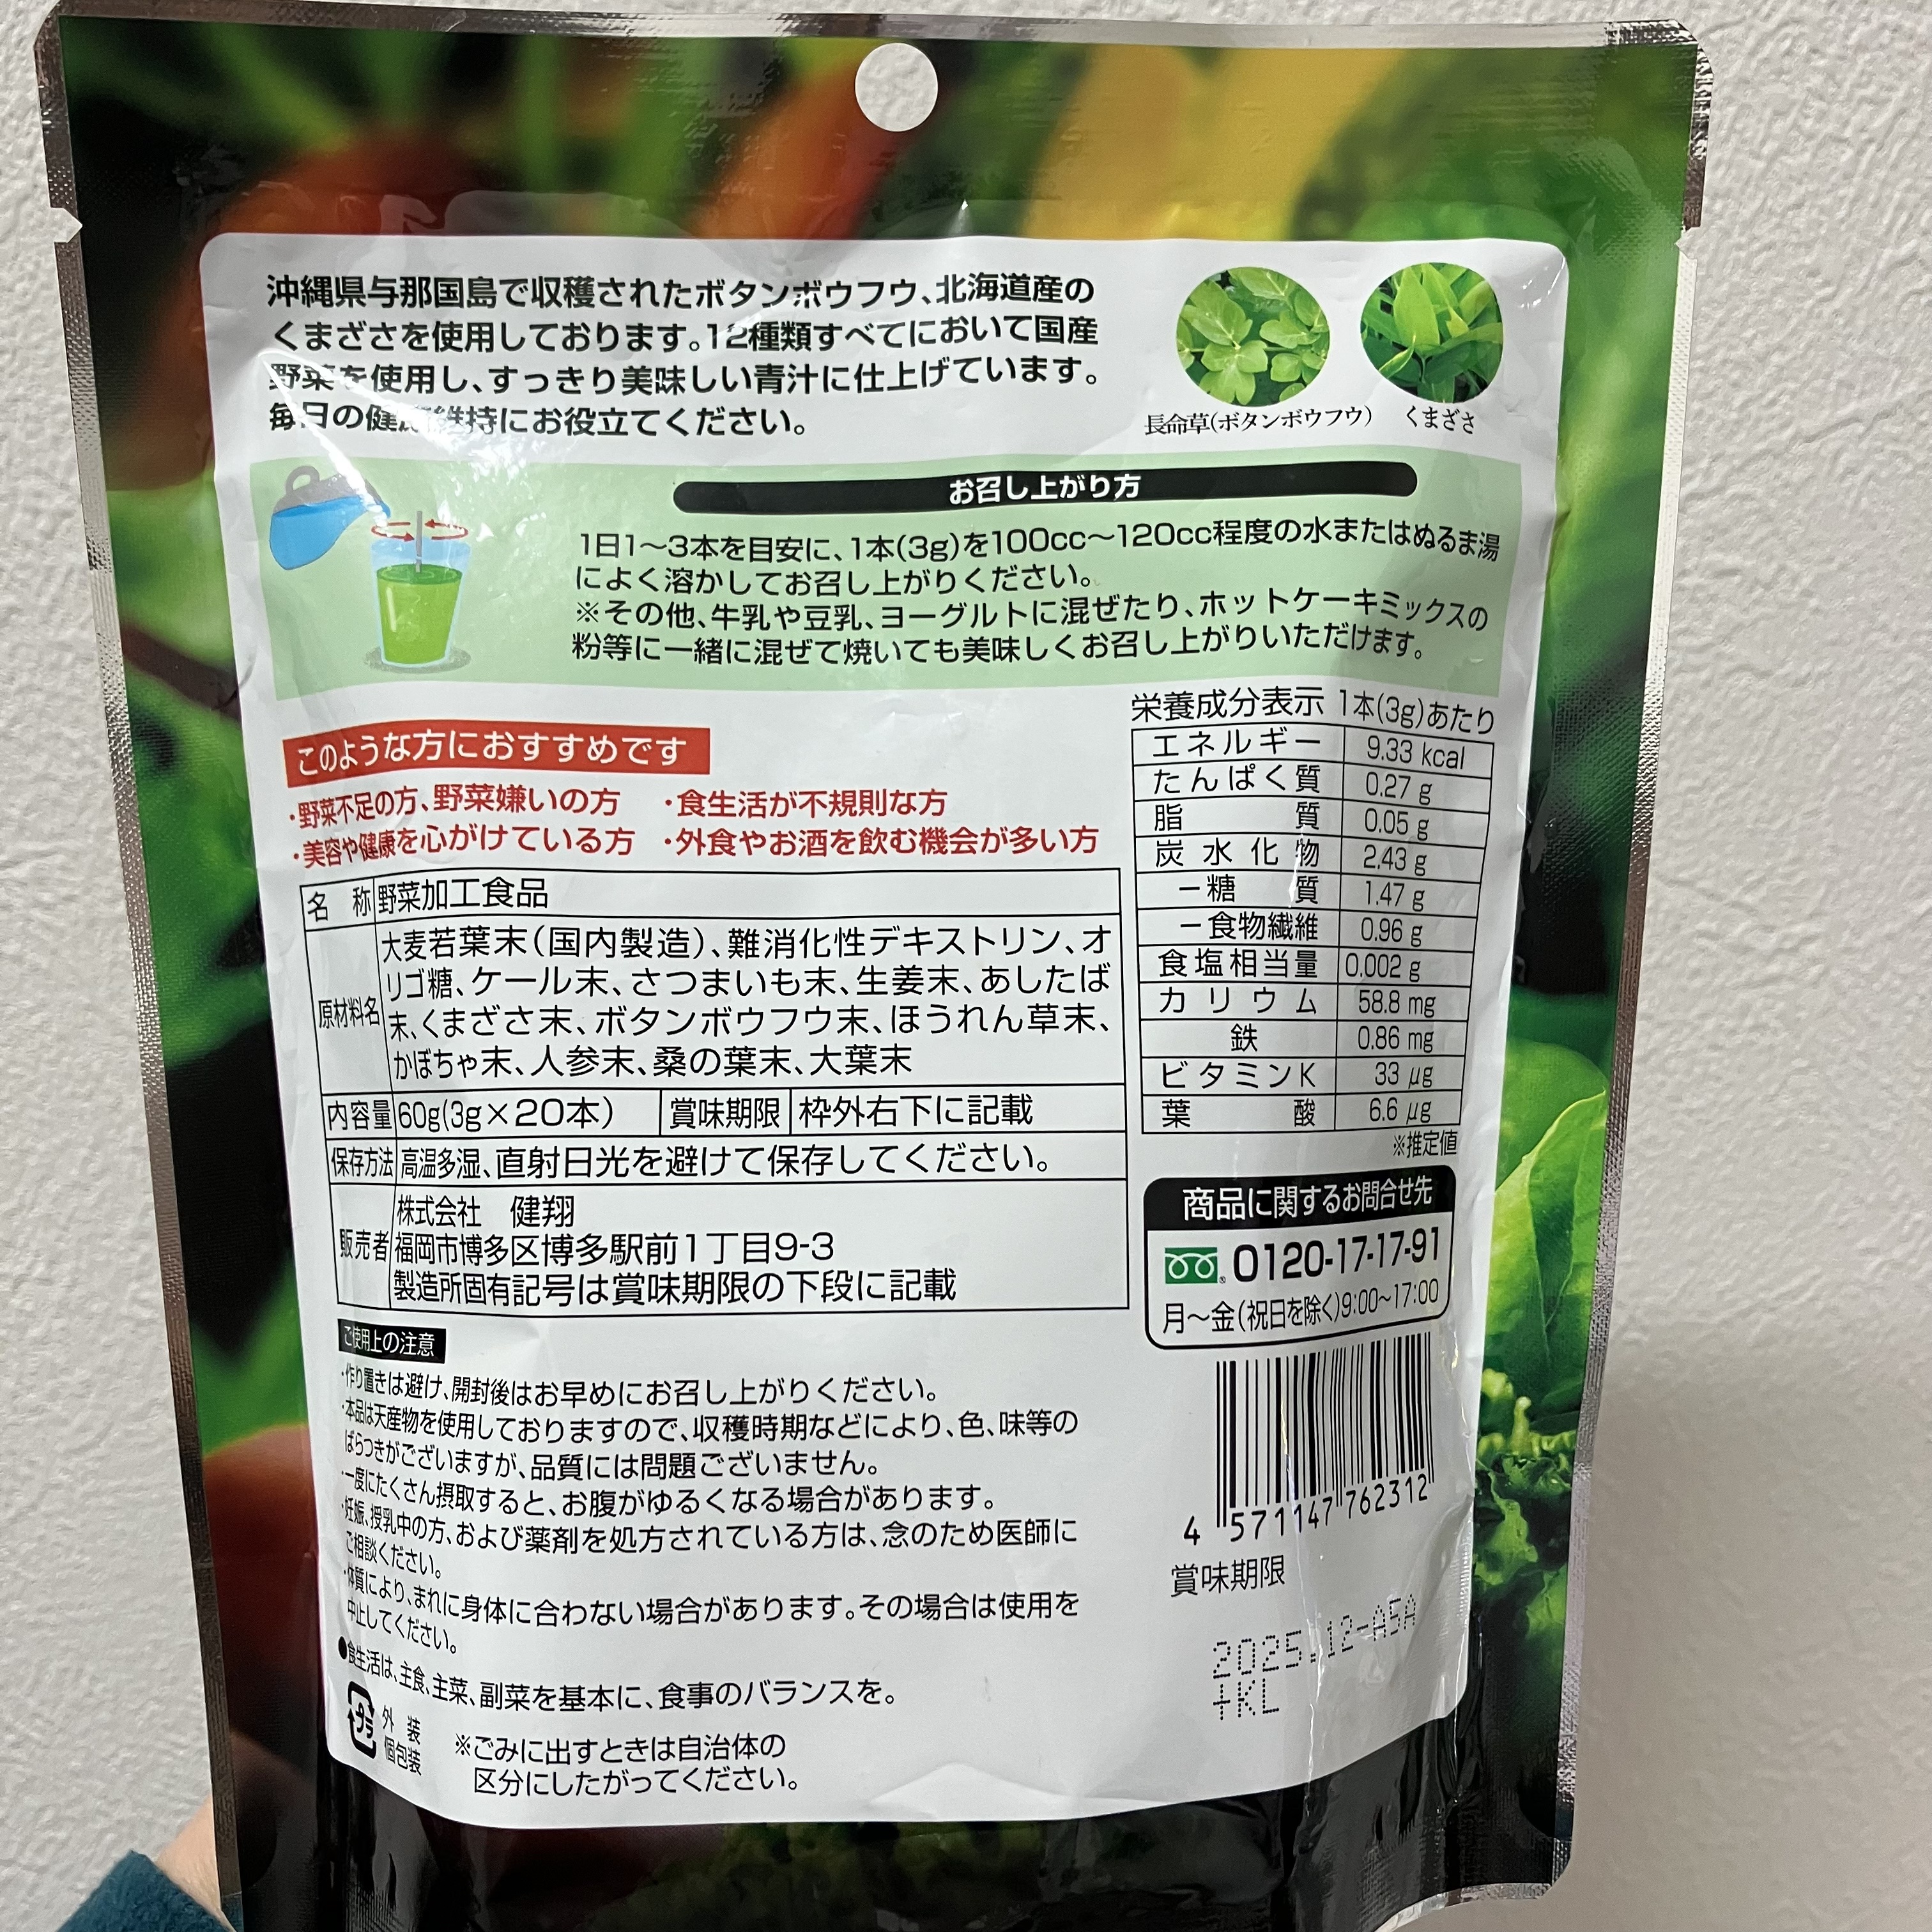 沖縄県与那国島で収穫されたボタンボウフウ、北海道産の
くまざさを使用しております。12種類すべてにおいて国産
野菜を使用し、すっきり美味しい青汁に仕上げています。
毎日の健康維持にお役立てください。
長命草(ボタンボウフウ)
くまざさ
お召し上がり方
1日1〜3本を目安に、1本(3g)を100cc〜120cc程度の水またはぬるま湯
によく溶かしてお召し上がりください。
※その他、牛乳や豆乳、ヨーグルトに混ぜたり、ホットケーキミックスの
粉等に一緒に混ぜて焼いても美味しくお召し上がりいただけます。
このような方におすすめです
・野菜不足の方、野菜嫌いの方 ・食生活が不規則な方
・美容や健康を心がけている方 ・外食やお酒を飲む機会が多い方
名 称 野菜加工食品
原材料名
大麦若葉末(国内製造)、難消化性デキストリン、オ
リゴ糖、ケール末、さつまいも末、生姜末、あしたば
末、くまざさ末、ボタンボウフウ末、ほうれん草末、
かぼちゃ末、人参末、桑の葉末、大葉末
内容量 60g(3g×20本) 賞味期限 枠外右下に記載
保存方法 高温多湿、直射日光を避けて保存してください。
販売者
株式会社 健翔
福岡市博多区博多駅前1丁目9-3
製造所固有記号は賞味期限の下段に記載
栄養成分表示 1本(3g)あたり
エネルギー 9.33 kcal
たんぱく質 0.27 g
脂 質 0.05 g
炭水化物 2.43 g
−糖 質 1.47 g
−食物繊維 0.96 g
食塩相当量 0.002 g
カリウム 58.8 mg
鉄 0.86 mg
ビタミンK 33 μg
葉 酸 6.6 μg
※推定値
商品に関するお問合せ先
0120-17-17-91
月〜金(祝日を除く)9:00~17:00
ご使用上の注意
・作り置きは避け、開封後はお早めにお召し上がりください。
・本品は天産物を使用しておりますので、収穫時期などにより、色、味等の
ばらつきがございますが、品質には問題ございません。
・一度にたくさん摂取すると、お腹がゆるくなる場合があります。
・妊娠、授乳中の方、および薬剤を処方されている方は、念のため医師に
ご相談ください。
・体質により、まれに身体に合わない場合があります。その場合は使用を
中止してください。
●食生活は、主食、主菜、副菜を基本に、食事のバランスを。
プラ
外 装
個包装
※ごみに出すときは自治体の
区分にしたがってください。
4 571147 762312
賞味期限
2025.12-A5A
+KL